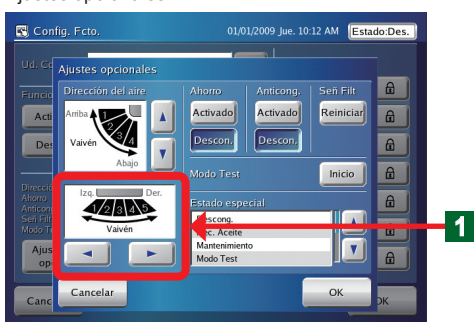 Config. Fcto.
01/01/2009 Jue. 10:12 AM
Estado:Des.
Ajustes opcionales
Dirección del aire
Ahorro
Anticong.
Señ Filt
Arriba
1
2
3
4
Vaivén
Abajo
Activado
Activado
Reiniciar
Descon.
Descon.
Modo Test
Inicio
Izq.
Der.
1 2 3 4 5
Vaivén
1
Estado especial
Descong.
Rec. Aceite
Mantenimiento
Modo Test
Cancelar
OK